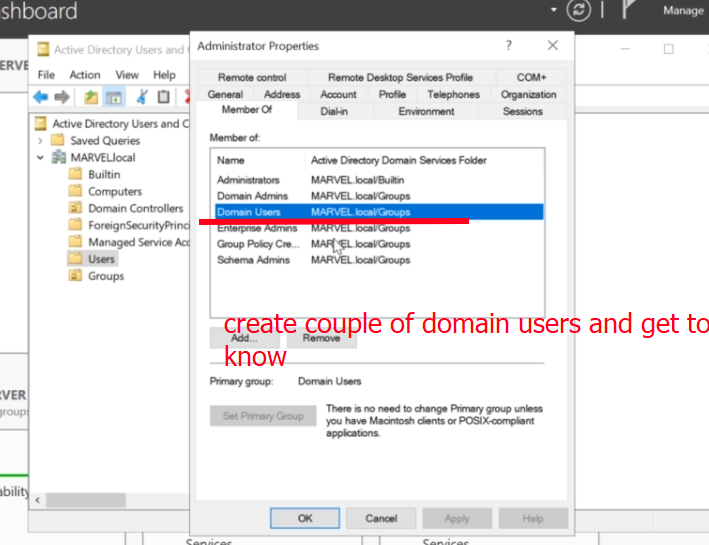 shboard
Manage
ERVE
Active Directory Users and C
File Action View Help
Active Directory Users and C
Saved Queries
MARVEL.local
Builtin
Computers
Domain Controllers
ForeignSecurityPrinci
Managed Service Acc
Users
Groups
Administrator Properties
?
Remote control Remote Desktop Services Profile COM+
General Address Account Profile Telephones Organization
Member Of Dial-in Environment Sessions
Member of:
Name Active Directory Domain Services Folder
Administrators MARVEL.local/Builtin
Domain Admins MARVEL.local/Groups
Domain Users MARVEL.local/Groups
Enterprise Admins MARVEL.local/Groups
Group Policy Cre... MARVEL.local/Groups
Schema Admins MARVEL.local/Groups
create couple of domain users and get to
know
Add... Remove
Primary group: Domain Users
Set Primary Group
There is no need to change Primary group unless
you have Macintosh clients or POSIX-compliant
applications.
OK Cancel Apply Help
RVER
groups
ability
Services Services